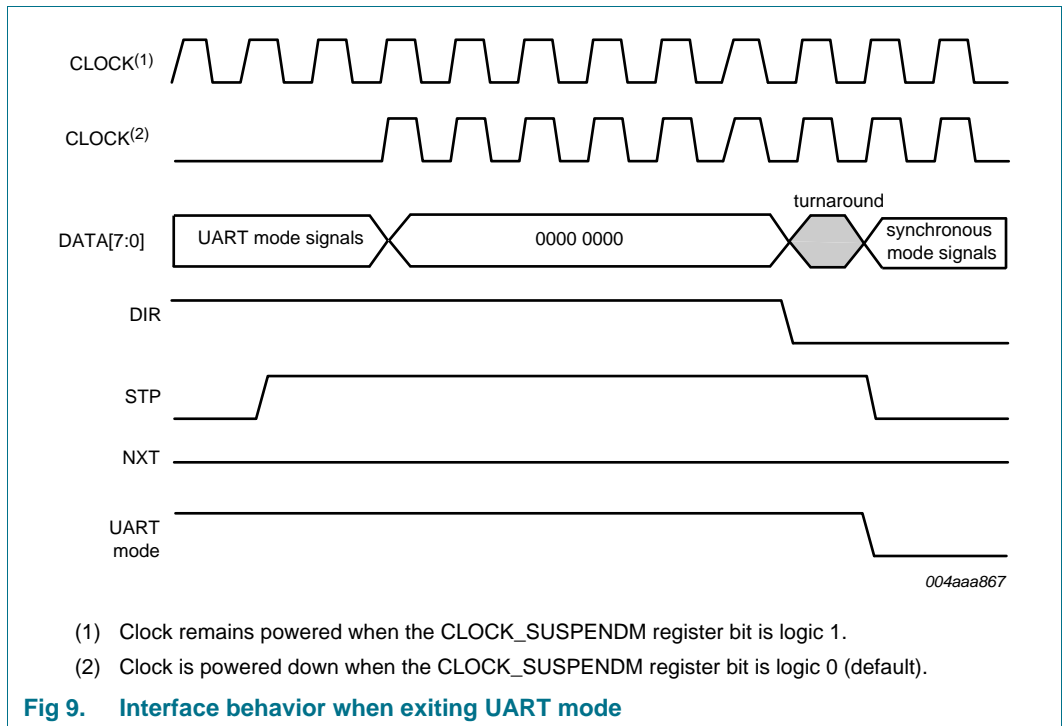 CLOCK(1)
CLOCK(2)
turnaround
DATA[7:0]
UART mode signals
0000 0000
synchronous
mode signals
DIR
STP
NXT
UART
mode
004aaa867
(1) Clock remains powered when the CLOCK_SUSPENDM register bit is logic 1.
(2) Clock is powered down when the CLOCK_SUSPENDM register bit is logic 0 (default).
Fig 9. Interface behavior when exiting UART mode